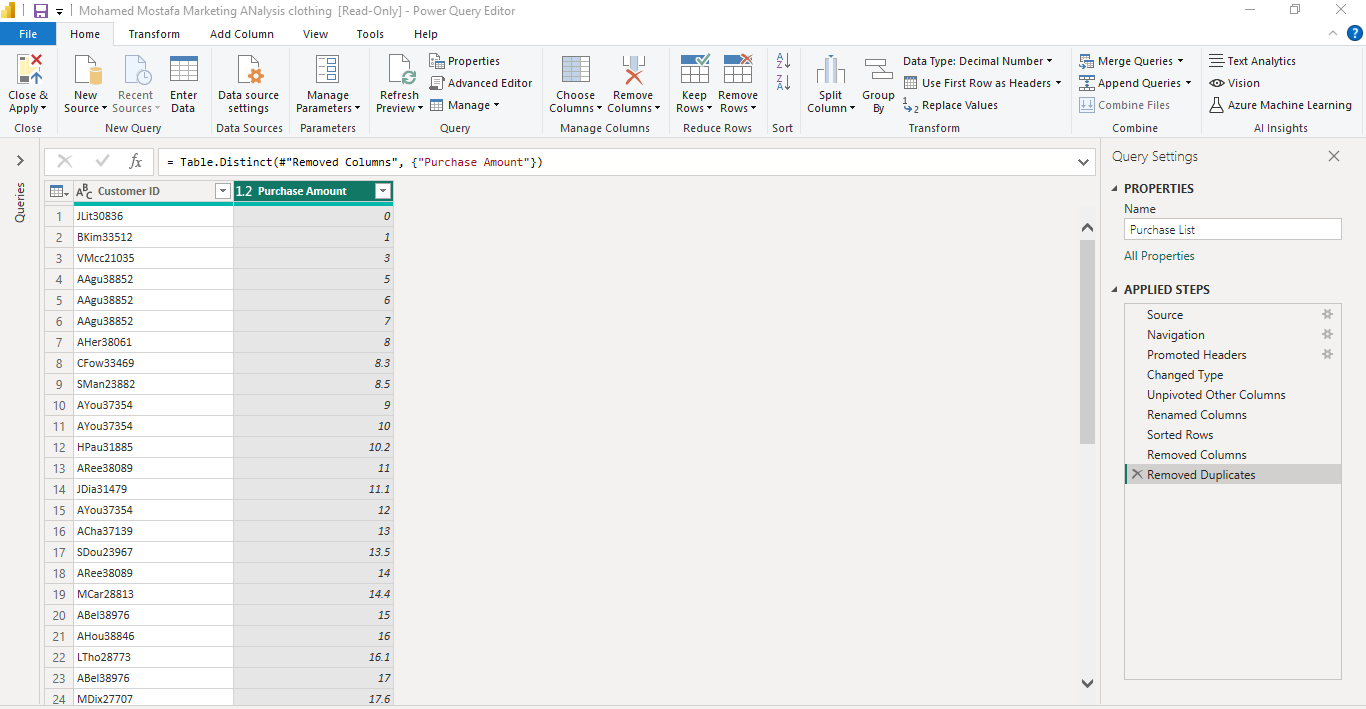 Mohamed Mostafa Marketing ANalysis clothing [Read-Only] - Power Query Editor
File Home Transform Add Column View Tools Help
Close & Apply
Close
New Source
Recent Sources
Enter Data
New Query
Data source settings
Data Sources
Manage Parameters
Parameters
Refresh Preview
Properties
Advanced Editor
Manage
Query
Choose Columns
Remove Columns
Manage Columns
Keep Rows
Remove Rows
Reduce Rows
Sort
Split Column
Group By
Data Type: Decimal Number
Use First Row as Headers
Replace Values
Transform
Merge Queries
Append Queries
Combine Files
Combine
Text Analytics
Vision
Azure Machine Learning
AI Insights
Queries
fx = Table.Distinct(#"Removed Columns", {"Purchase Amount"})
ABC Customer ID 1.2 Purchase Amount
1 JLit30836 0
2 BKim33512 1
3 VMcc21035 3
4 AAgu38852 5
5 AAgu38852 6
6 AAgu38852 7
7 AHer38061 8
8 CFow33469 8.3
9 SMan23882 8.5
10 AYou37354 9
11 AYou37354 10
12 HPau31885 10.2
13 ARee38089 11
14 JDia31479 11.1
15 AYou37354 12
16 ACha37139 13
17 SDou23967 13.5
18 ARee38089 14
19 MCar28813 14.4
20 ABel38976 15
21 AHou38846 16
22 LTho28773 16.1
23 ABel38976 17
24 MDix27707 17.6
Query Settings
PROPERTIES
Name
Purchase List
All Properties
APPLIED STEPS
Source
Navigation
Promoted Headers
Changed Type
Unpivoted Other Columns
Renamed Columns
Sorted Rows
Removed Columns
Removed Duplicates